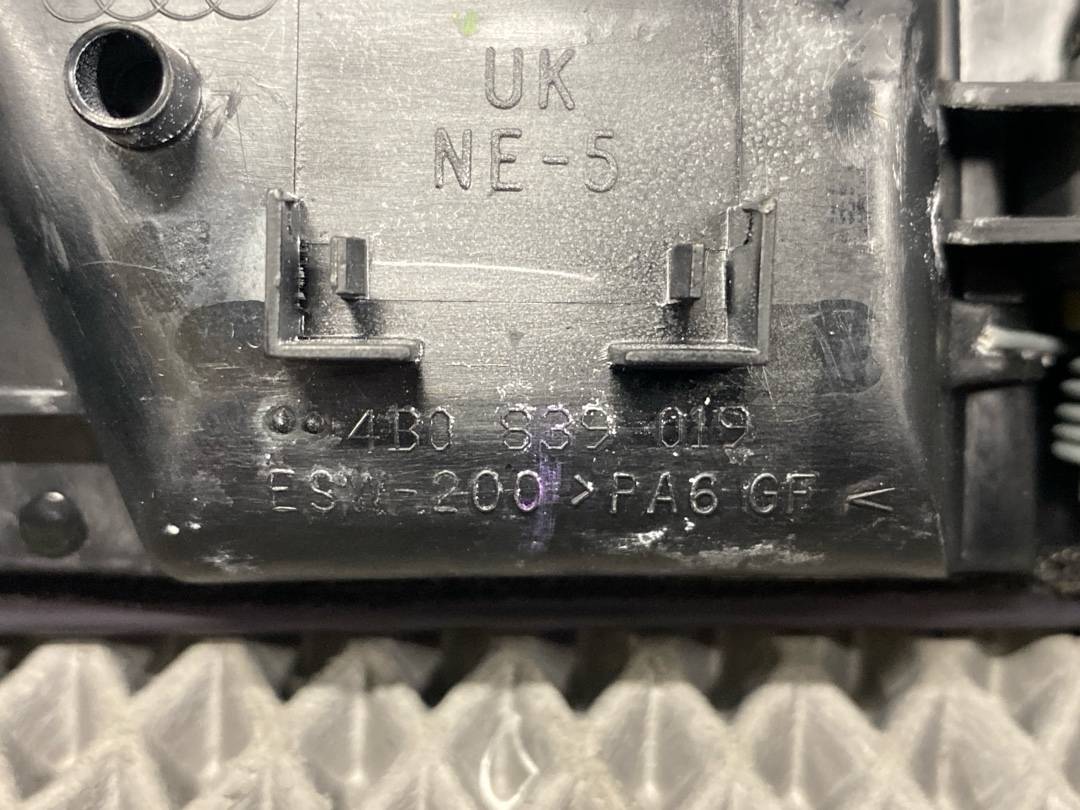 UK
NE-5
4B0 839 019
ESW-200 >PA6 GF<